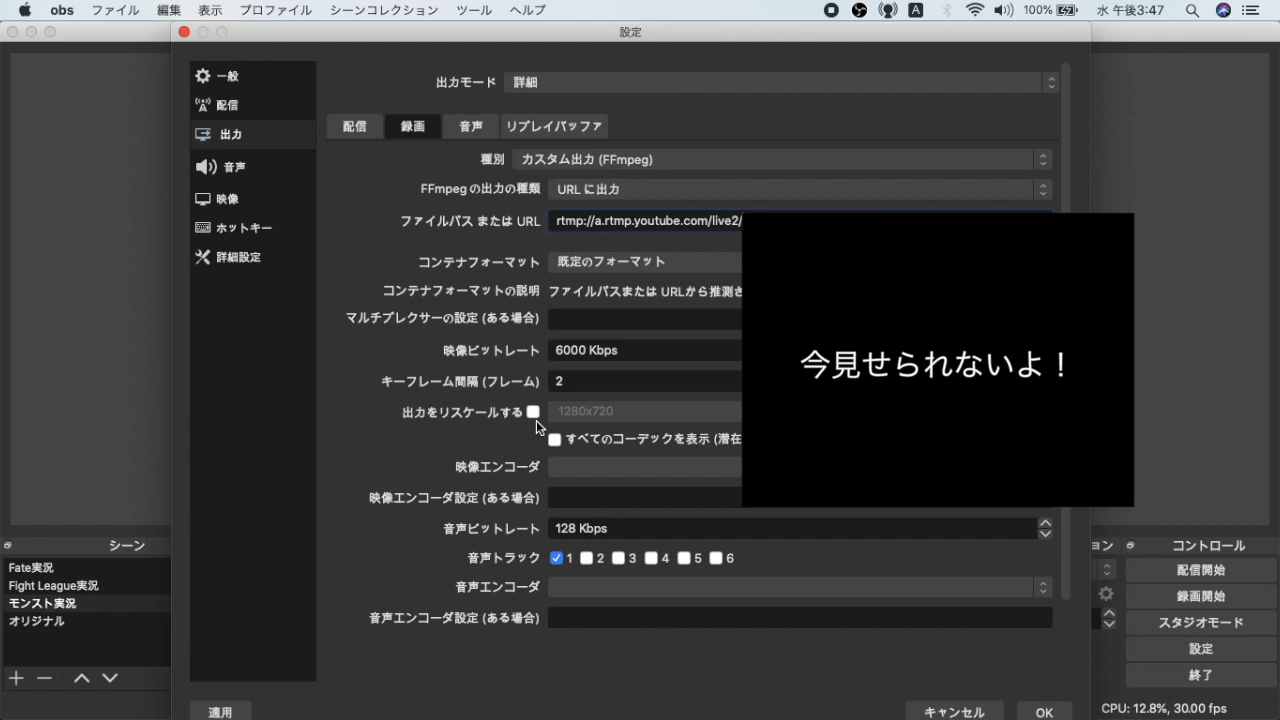 obs ファイル 編集 表示 プロファイル シーンコレクション ツール ヘルプ A 100% 水 午後3:47
設定
一般
配信
出力
音声
映像
ホットキー
詳細設定
出力モード 詳細
配信 録画 音声 リプレイバッファ
種別 カスタム出力 (FFmpeg)
FFmpegの出力の種類 URLに出力
ファイルパス または URL rtmp://a.rtmp.youtube.com/live2/
コンテナフォーマット 既定のフォーマット
コンテナフォーマットの説明 ファイルパスまたは URLから推測さ
マルチプレクサーの設定 (ある場合)
映像ビットレート 6000 Kbps
キーフレーム間隔 (フレーム) 2
出力をリスケールする 1280x720
すべてのコーデックを表示 (潜在
映像エンコーダ
映像エンコーダ設定 (ある場合)
音声ビットレート 128 Kbps
音声トラック 1 2 3 4 5 6
音声エンコーダ
音声エンコーダ設定 (ある場合)
今見せられないよ！
適用 キャンセル OK
シーン
Fate実況
Fight League実況
モンスト実況
オリジナル
ョン コントロール
配信開始
録画開始
スタジオモード
設定
終了
CPU: 12.8%, 30.00 fps